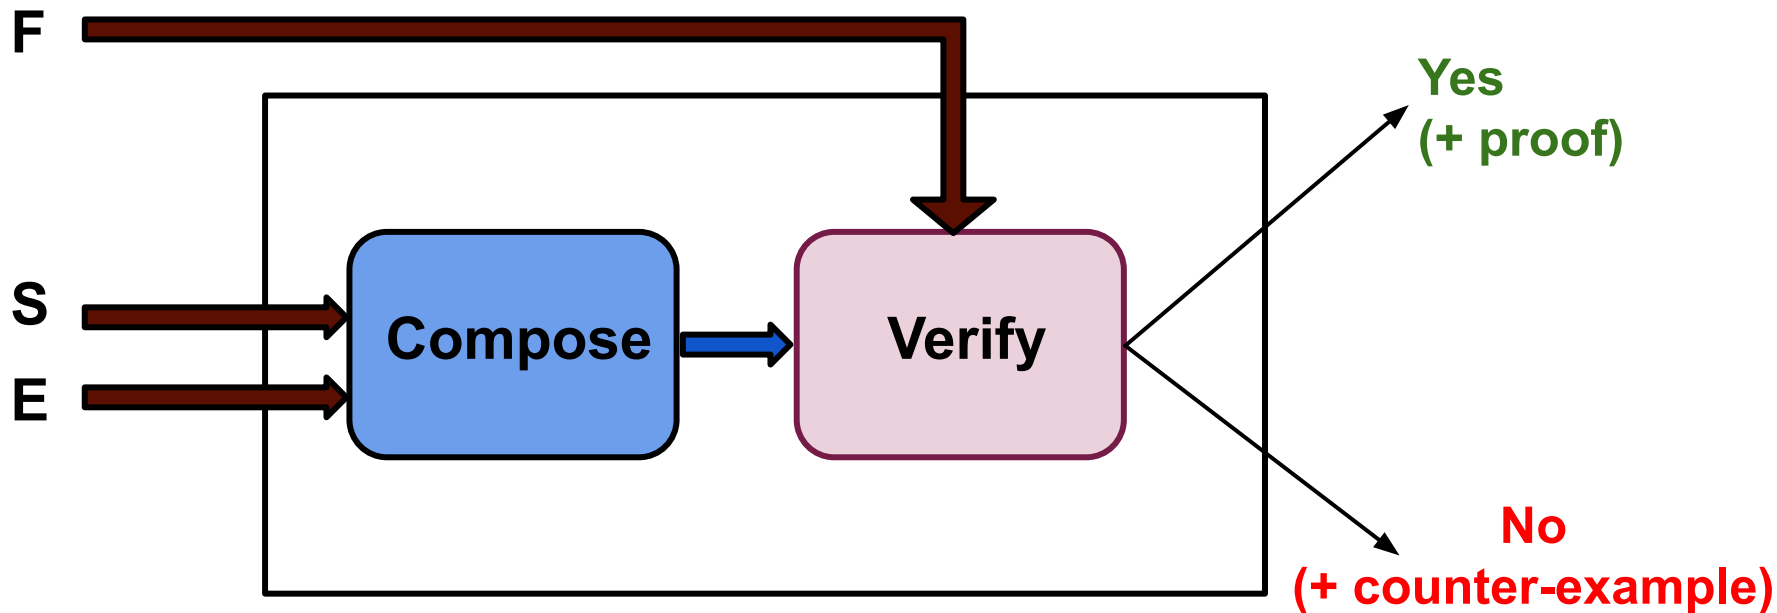 F
Yes
(+ proof)
S
Compose
Verify
E
No
(+ counter-example)